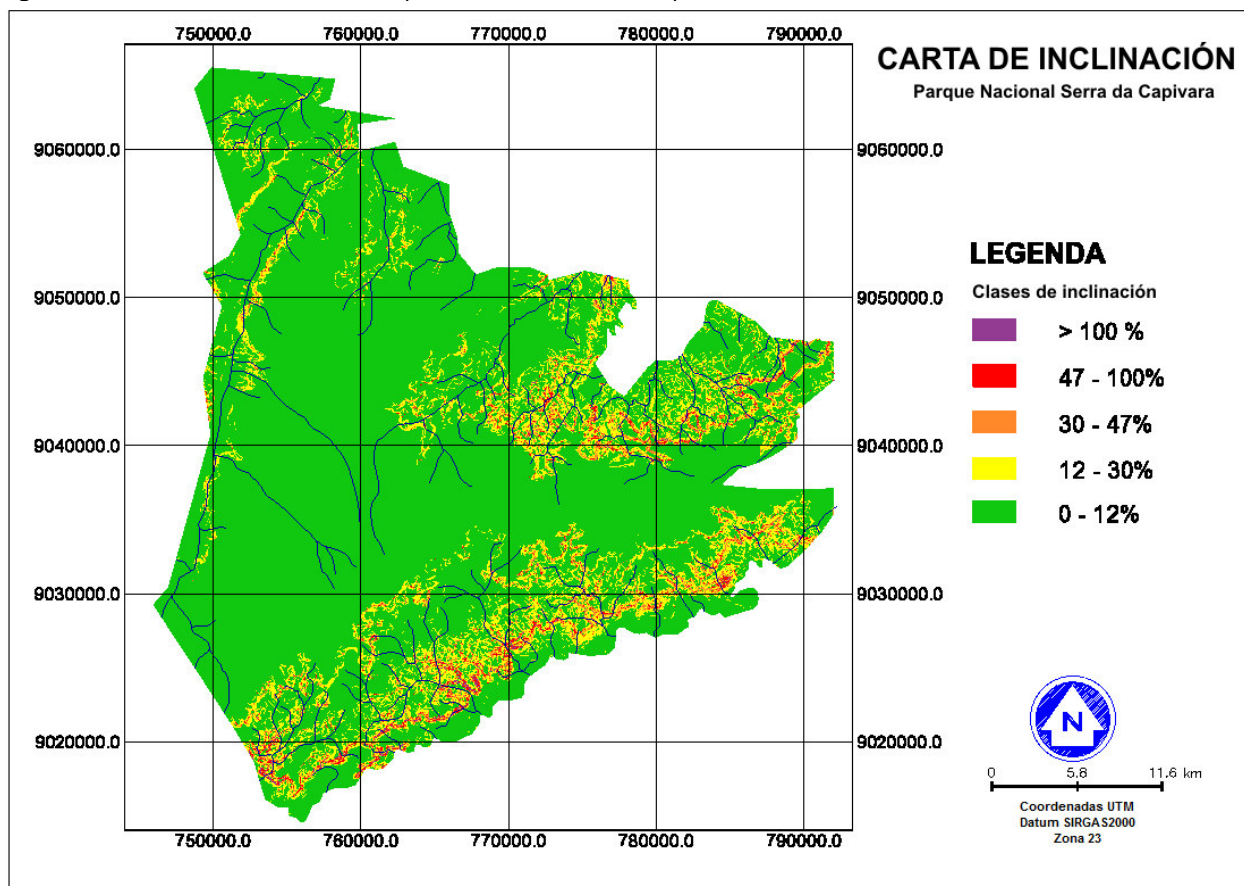 750000.0 760000.0 770000.0 780000.0 790000.0
CARTA DE INCLINACIÓN
Parque Nacional Serra da Capivara
9060000.0 9060000.0
9050000.0 9050000.0
9040000.0 9040000.0
9030000.0 9030000.0
9020000.0 9020000.0
750000.0 760000.0 770000.0 780000.0 790000.0
LEGENDA
Clases de inclinación
> 100 %
47 - 100%
30 - 47%
12 - 30%
0 - 12%
N
0 5.8 11.6 km
Coordenadas UTM
Datum SIRGAS2000
Zona 23